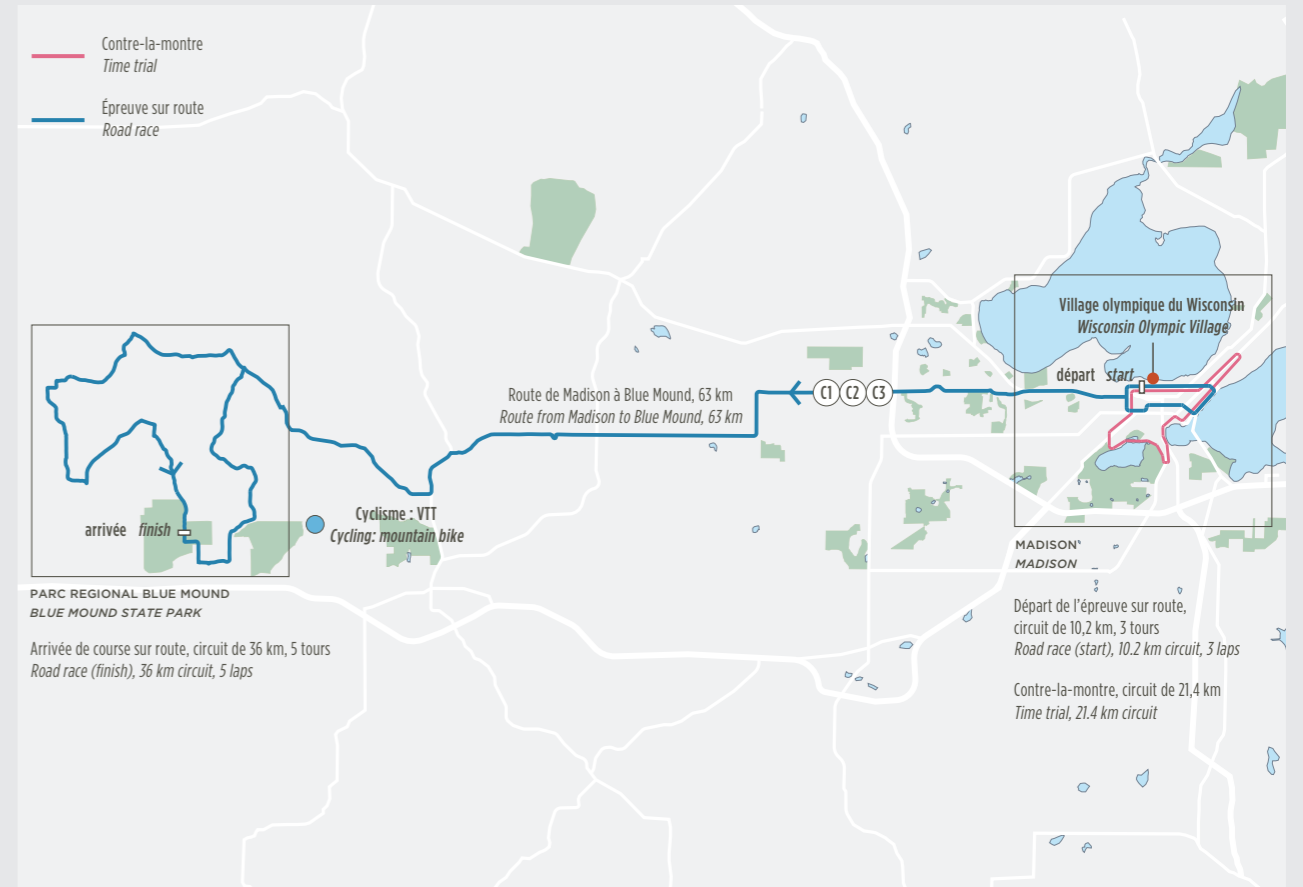 Contre-la-montre
Time trial
Épreuve sur route
Road race
Village olympique du Wisconsin
Wisconsin Olympic Village
départ start
Route de Madison à Blue Mound, 63 km
Route from Madison to Blue Mound, 63 km
C1 C2 C3
Cyclisme : VTT
Cycling: mountain bike
arrivée finish
PARC REGIONAL BLUE MOUND
BLUE MOUND STATE PARK
Arrivée de course sur route, circuit de 36 km, 5 tours
Road race (finish), 36 km circuit, 5 laps
MADISON
MADISON
Départ de l'épreuve sur route,
circuit de 10,2 km, 3 tours
Road race (start), 10.2 km circuit, 3 laps
Contre-la-montre, circuit de 21,4 km
Time trial, 21.4 km circuit